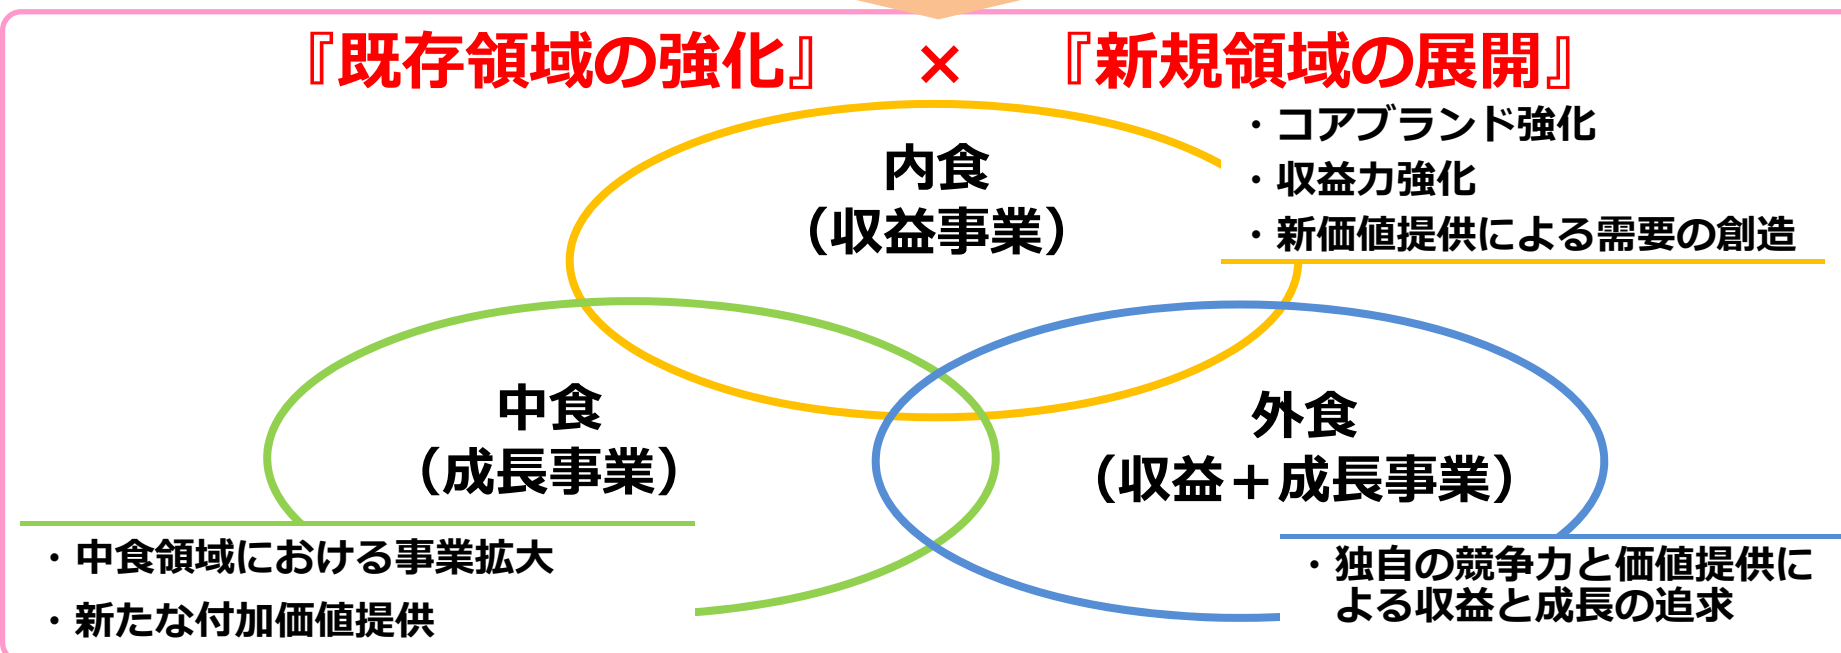 『既存領域の強化』 × 『新規領域の展開』
内食
（収益事業）
・コアブランド強化
・収益力強化
・新価値提供による需要の創造
中食
（成長事業）
・中食領域における事業拡大
・新たな付加価値提供
外食
（収益＋成長事業）
・独自の競争力と価値提供に
よる収益と成長の追求